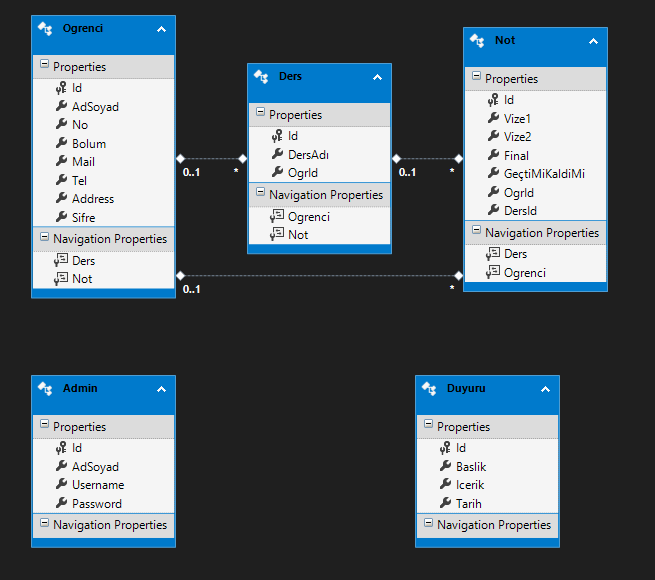 Ogrenci
Properties
Id
AdSoyad
No
Bolum
Mail
Tel
Address
Sifre
Navigation Properties
Ders
Not
Ders
Properties
Id
DersAdı
OgrId
Navigation Properties
Ogrenci
Not
Not
Properties
Id
Vize1
Vize2
Final
GeçtiMiKaldiMi
OgrId
DersId
Navigation Properties
Ders
Ogrenci
0..1
*
0..1
*
0..1
*
Admin
Properties
Id
AdSoyad
Username
Password
Navigation Properties
Duyuru
Properties
Id
Baslik
Icerik
Tarih
Navigation Properties